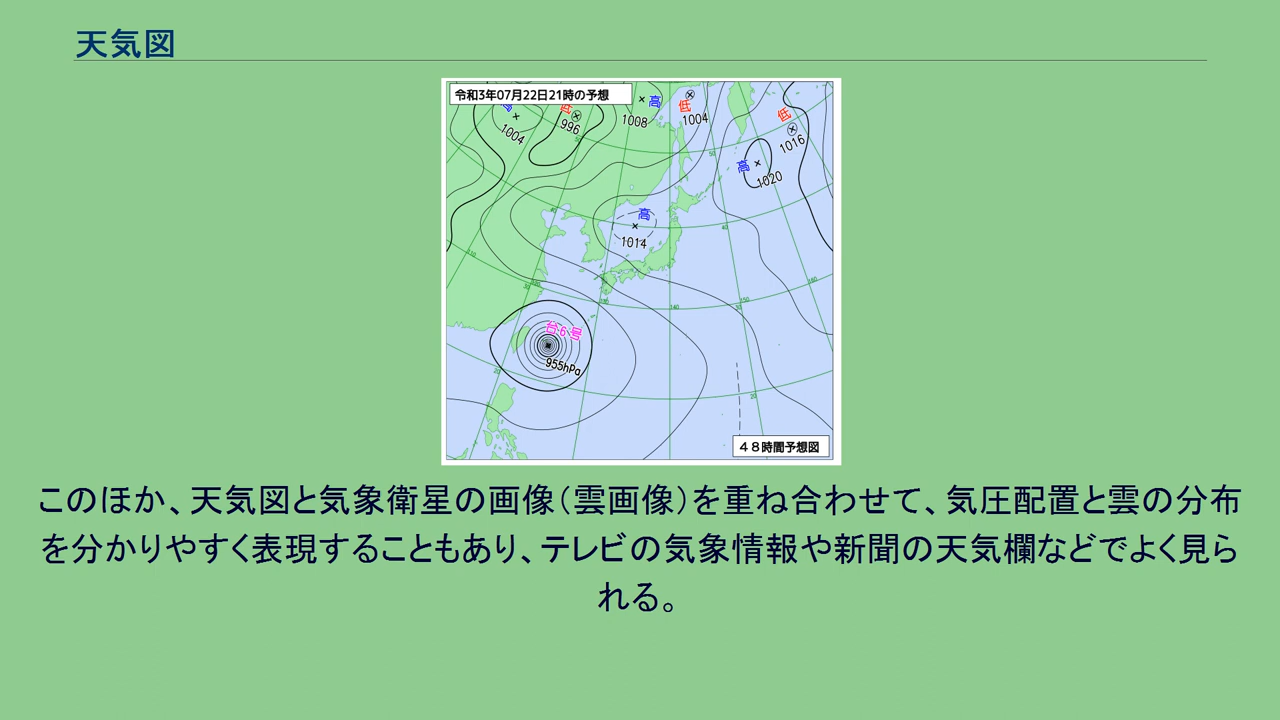 天気図
令和3年07月22日21時の予想
高
1004
低
996
高
1008
低
1004
低
1016
高
1020
高
1014
台6号
955hPa
48時間予想図
このほか、天気図と気象衛星の画像(雲画像)を重ね合わせて、気圧配置と雲の分布
を分かりやすく表現することもあり、テレビの気象情報や新聞の天気欄などでよく見ら
れる。